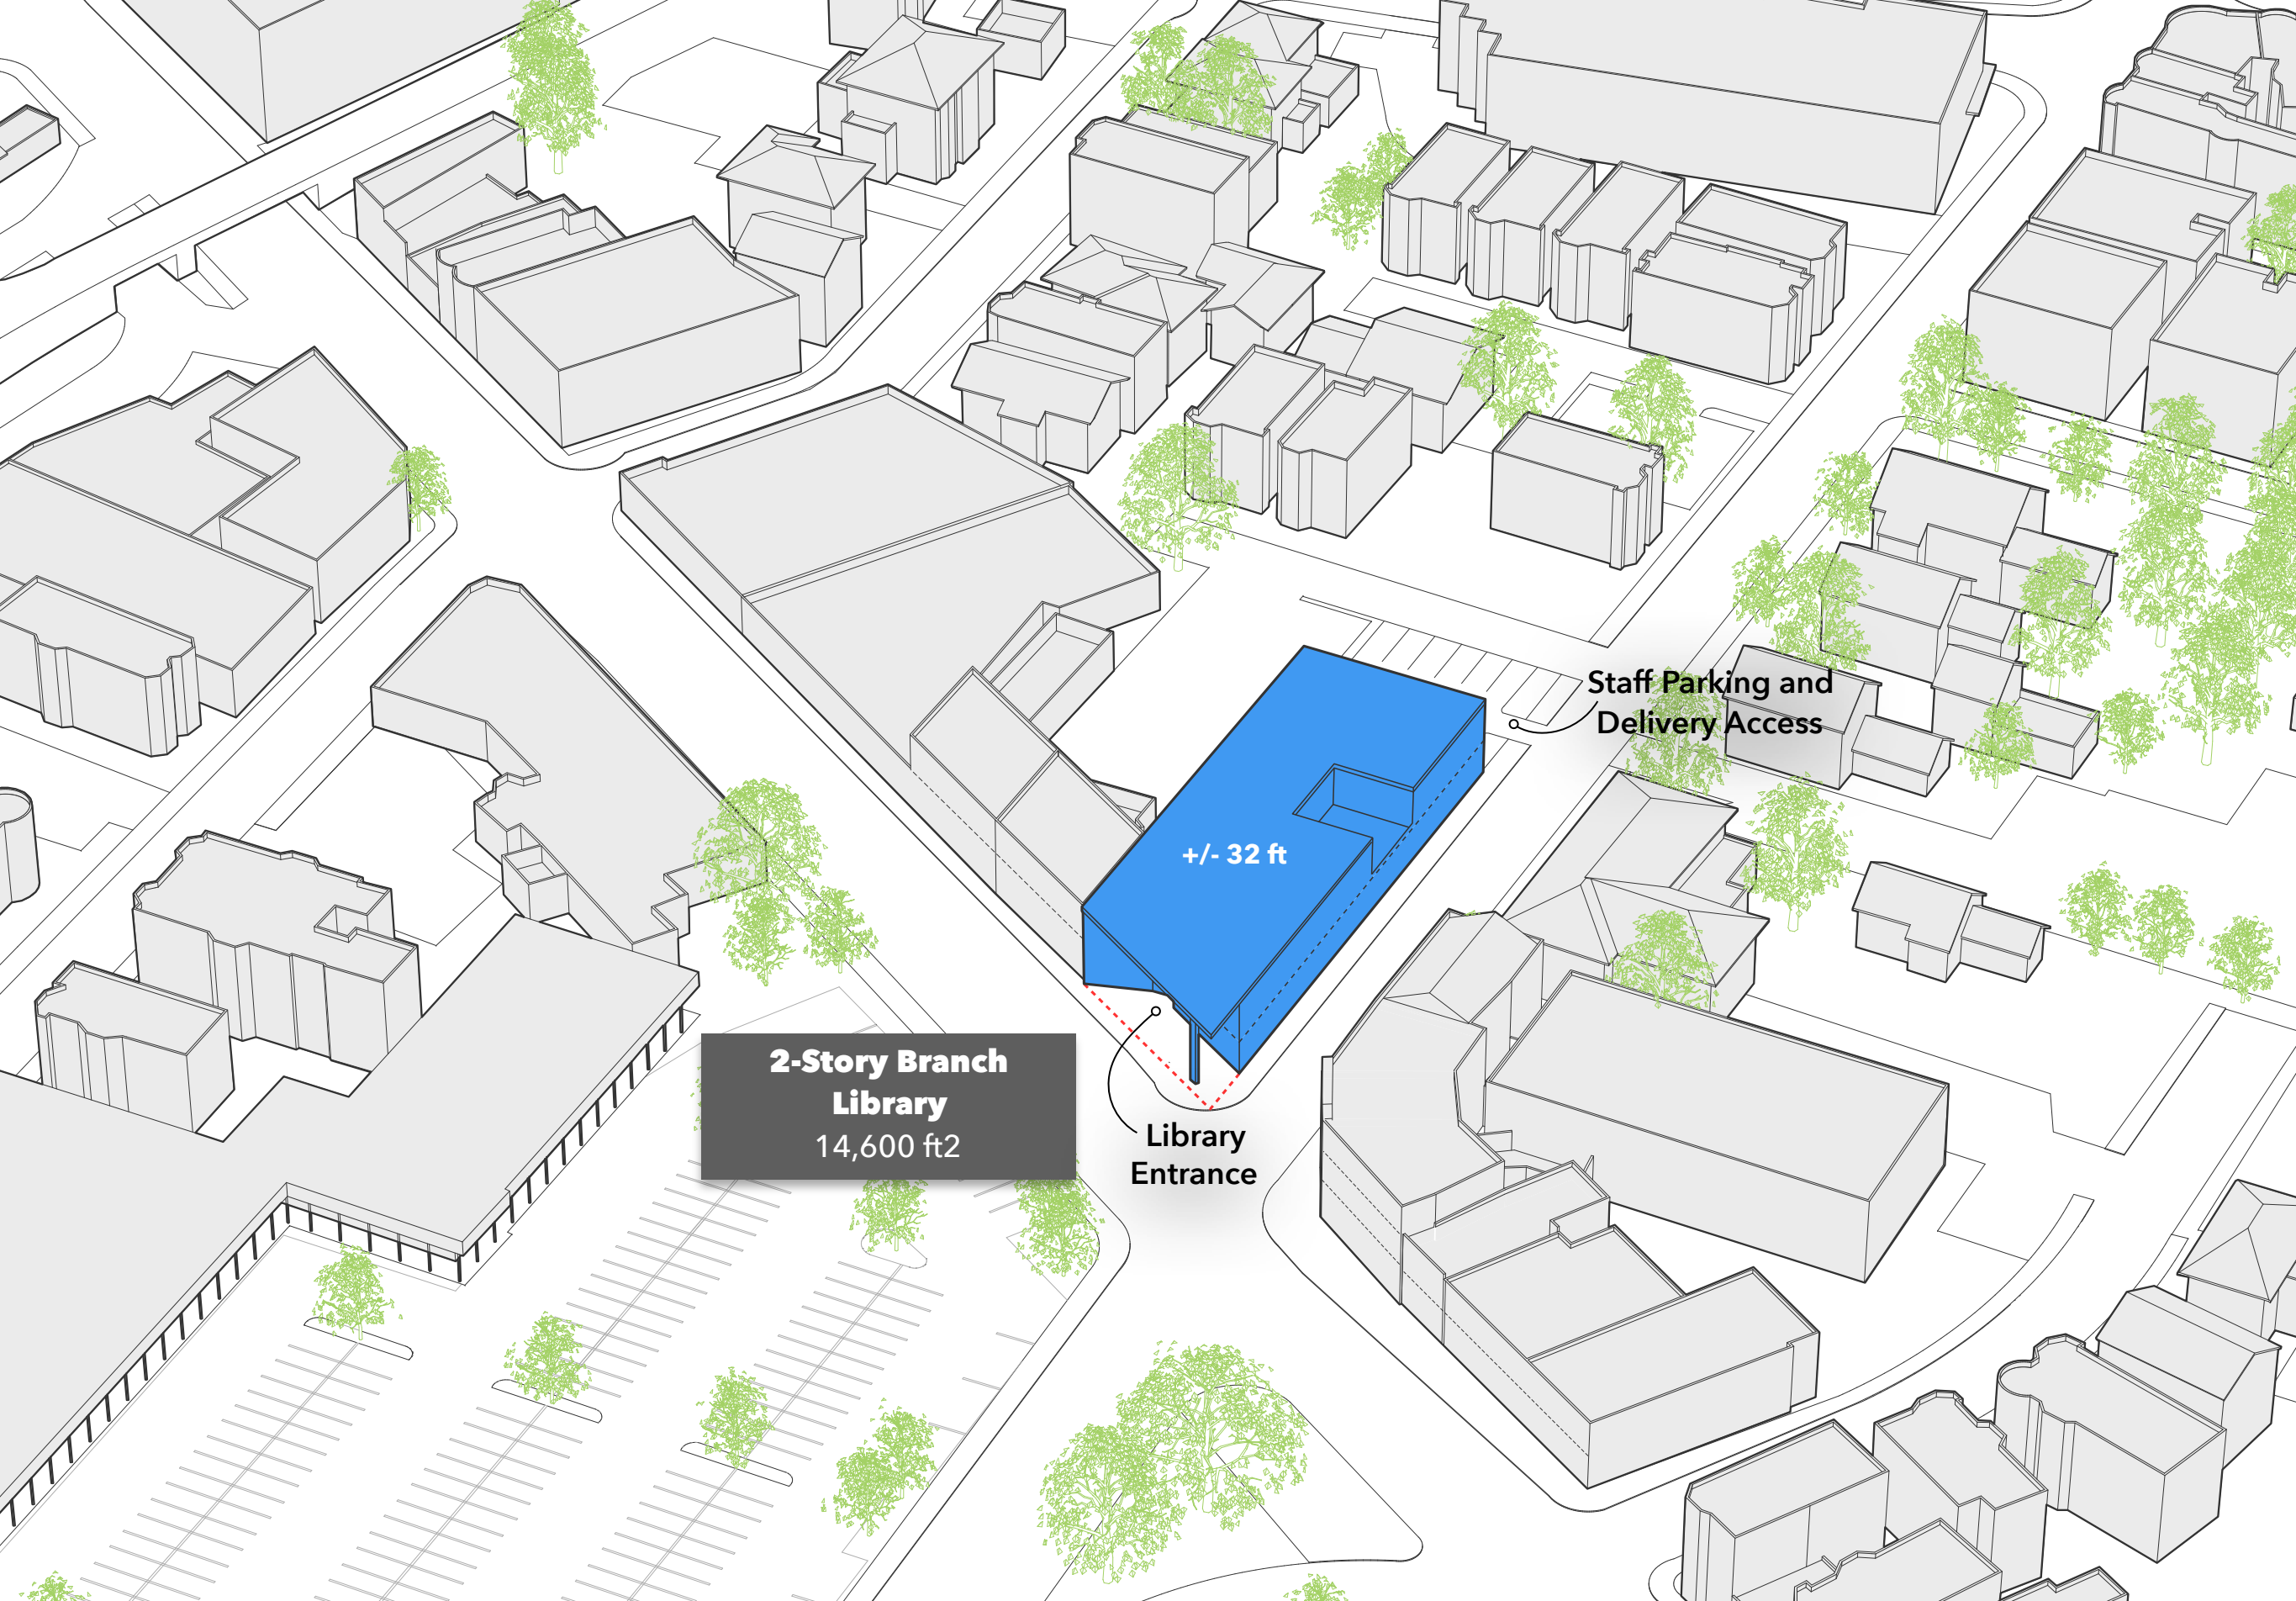 Staff Parking and
Delivery Access
+/- 32 ft
2-Story Branch
Library
14,600 ft2
Library
Entrance